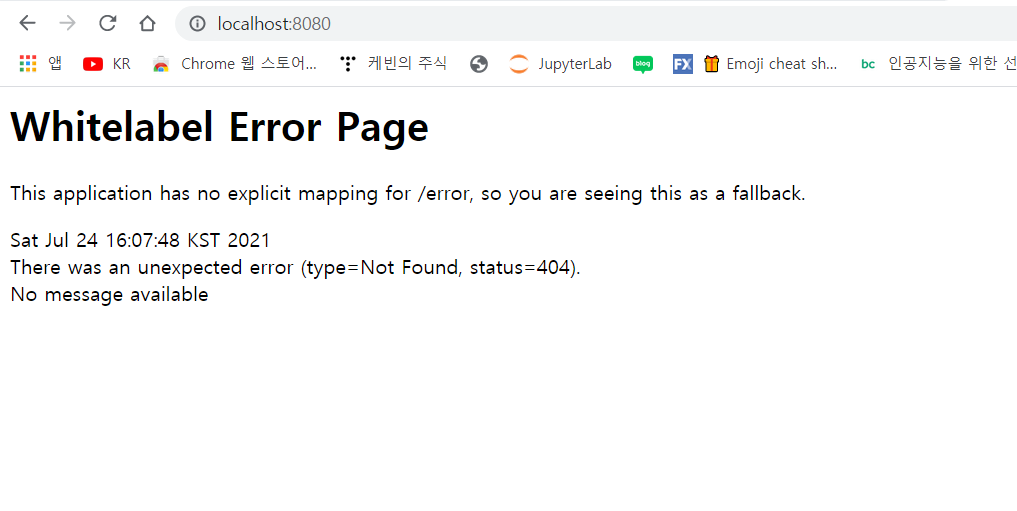 localhost:8080
앱 KR Chrome 웹 스토어... 케빈의 주식 JupyterLab blog FX Emoji cheat sh... bc 인공지능을 위한 선
Whitelabel Error Page
This application has no explicit mapping for /error, so you are seeing this as a fallback.
Sat Jul 24 16:07:48 KST 2021
There was an unexpected error (type=Not Found, status=404).
No message available